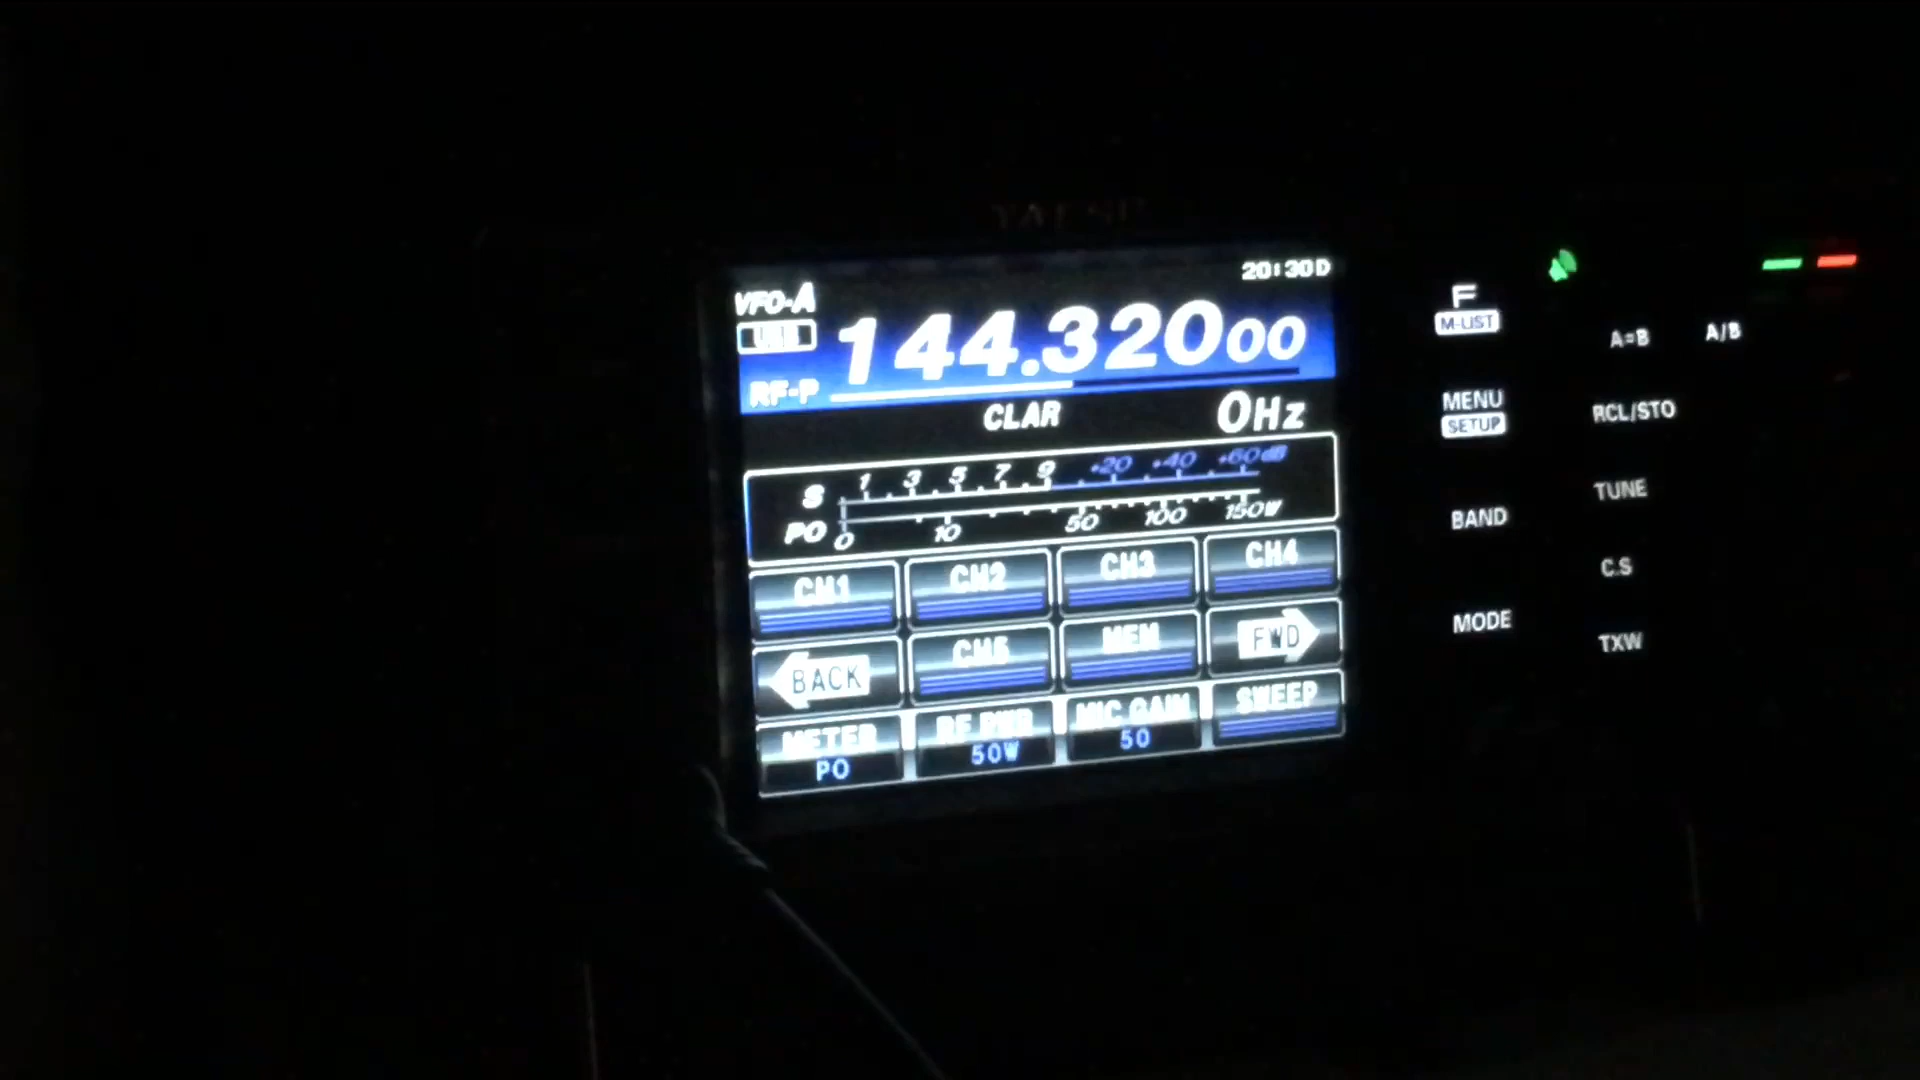 YAESU
20:30D
VFO-A
USB
144.32000
RF-P
CLAR 0Hz
S 1 3 5 7 9 +20 +40 +60dB
PO 0 10 50 100 150W
CH1 CH2 CH3 CH4
BACK CH5 MEM FWD
METER RF PWR MIC GAIN SWEEP
PO 50W 50
F
M-LIST
MENU
SETUP
BAND
MODE
A=B A/B
RCL/STO
TUNE
C.S
TXW